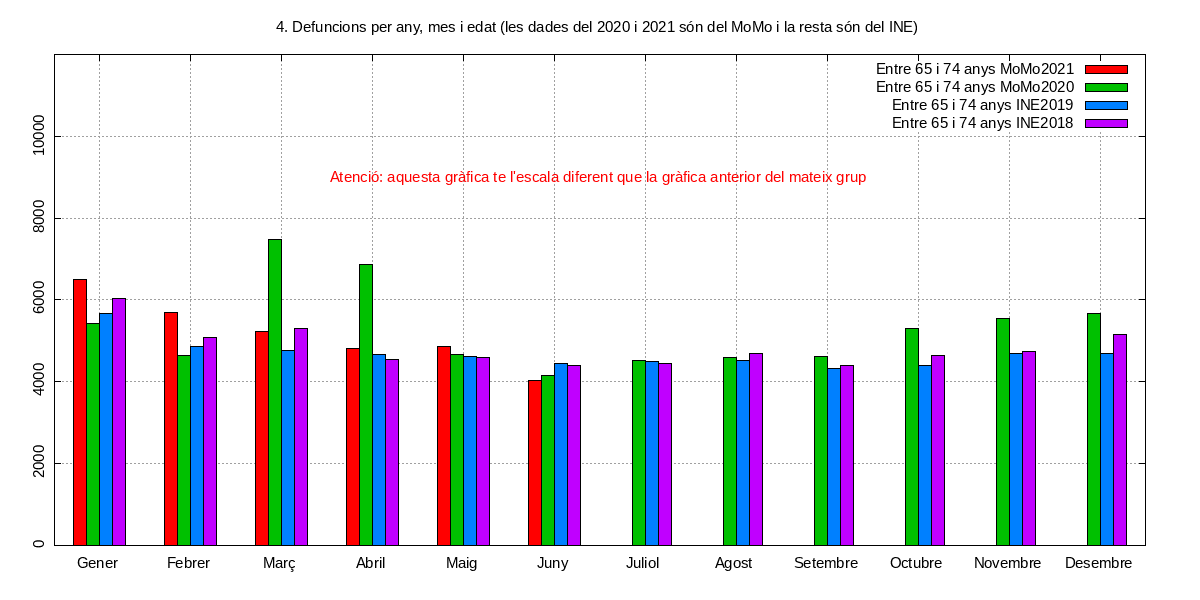 4. Defuncions per any, mes i edat (les dades del 2020 i 2021 són del MoMo i la resta són del INE)
Entre 65 i 74 anys MoMo2021
Entre 65 i 74 anys MoMo2020
Entre 65 i 74 anys INE2019
Entre 65 i 74 anys INE2018
Atenció: aquesta gràfica te l'escala diferent que la gràfica anterior del mateix grup
10000
8000
6000
4000
2000
0
Gener Febrer Març Abril Maig Juny Juliol Agost Setembre Octubre Novembre Desembre